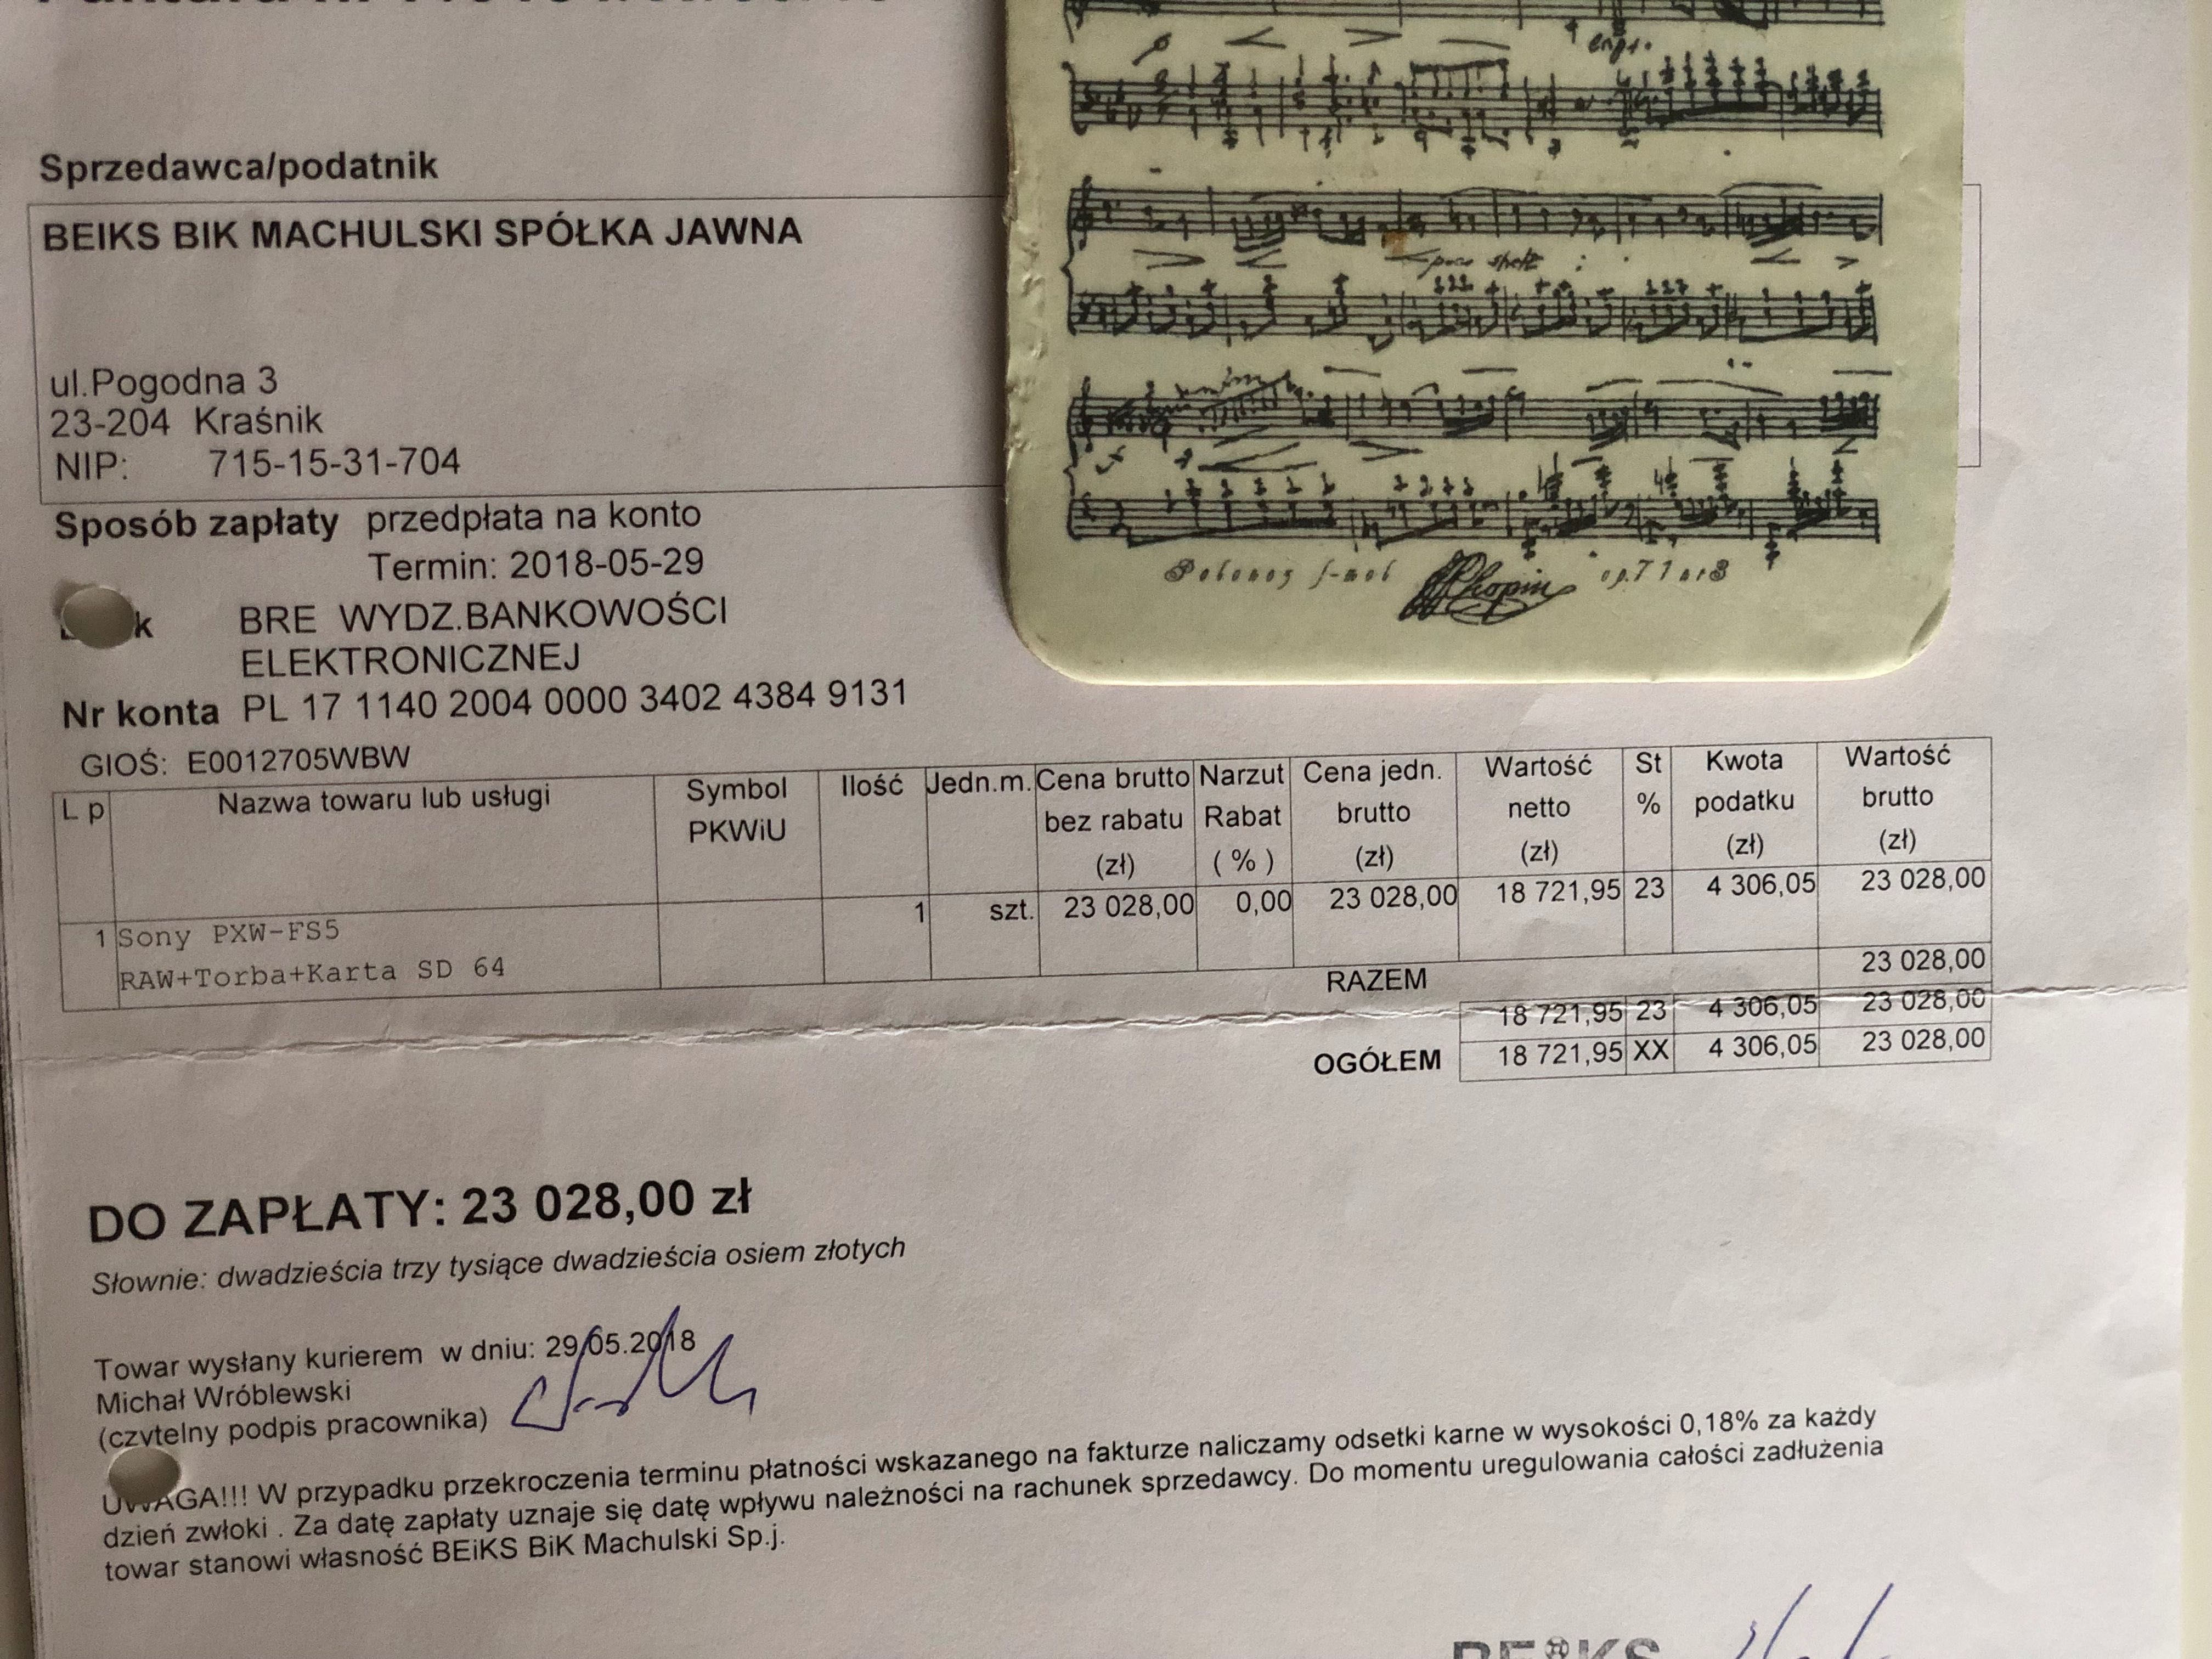 Sprzedawca/podatnik
BEIKS BIK MACHULSKI SPÓŁKA JAWNA
ul.Pogodna 3
23-204 Kraśnik
NIP: 715-15-31-704
Sposób zapłaty przedpłata na konto
Termin: 2018-05-29
BRE WYDZ.BANKOWOŚCI
ELEKTRONICZNEJ
Nr konta PL 17 1140 2004 0000 3402 4384 9131
GIOŚ: E0012705WBW
L p Nazwa towaru lub usługi Symbol PKWiU Ilość Jedn.m. Cena brutto bez rabatu (zł) Narzut Rabat ( % ) Cena jedn. brutto (zł) Wartość netto (zł) St % Kwota podatku (zł) Wartość brutto (zł)
1 Sony PXW-FS5 1 szt. 23 028,00 0,00 23 028,00 18 721,95 23 4 306,05 23 028,00
RAW+Torba+Karta SD 64
RAZEM 23 028,00
18 721,95 23 4 306,05 23 028,00
OGÓŁEM 18 721,95 XX 4 306,05 23 028,00
DO ZAPŁATY: 23 028,00 zł
Słownie: dwadzieścia trzy tysiące dwadzieścia osiem złotych
Towar wysłany kurierem w dniu: 29.05.2018
Michał Wróblewski
(czytelny podpis pracownika)
UWAGA!!! W przypadku przekroczenia terminu płatności wskazanego na fakturze naliczamy odsetki karne w wysokości 0,18% za każdy
dzień zwłoki . Za datę zapłaty uznaje się datę wpływu należności na rachunek sprzedawcy. Do momentu uregulowania całości zadłużenia
towar stanowi własność BEiKS BiK Machulski Sp.j.
BEiKS
poco
Chopin op.71 nr3